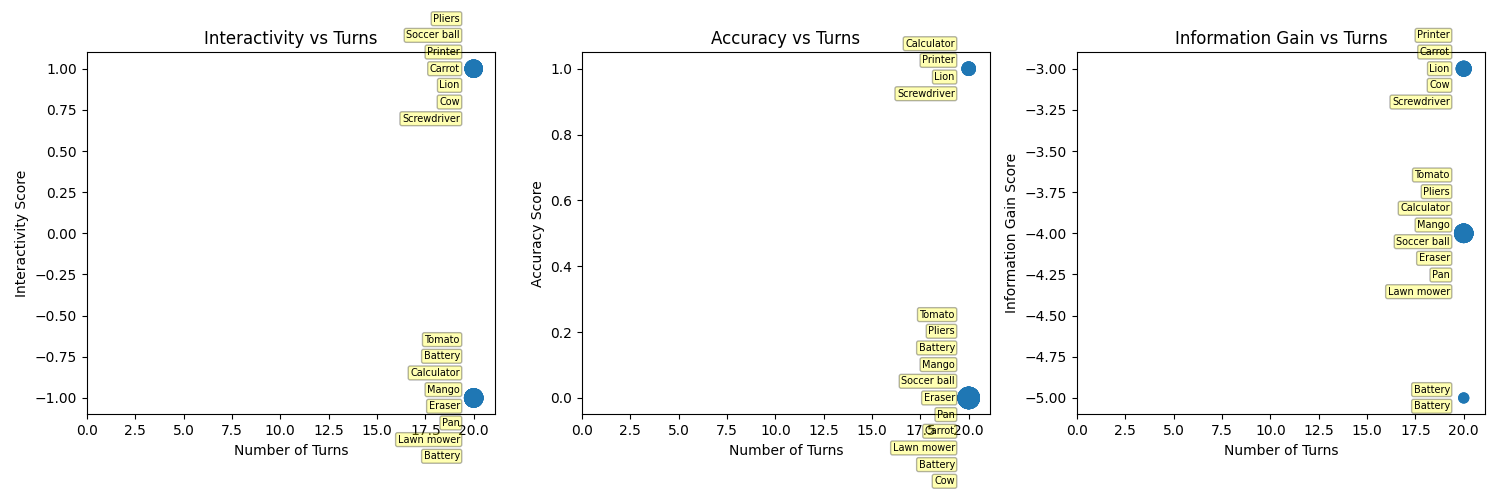 Interactivity vs Turns
Pliers
Soccer ball
Printer
Carrot
Lion
Cow
Screwdriver
1.00
0.75
0.50
0.25
0.00
−0.25
−0.50
−0.75
−1.00
Interactivity Score
Tomato
Battery
Calculator
Mango
Eraser
Pan
Lawn mower
Battery
0.0 2.5 5.0 7.5 10.0 12.5 15.0 17.5 20.0
Number of Turns
Accuracy vs Turns
Calculator
Printer
Lion
Screwdriver
1.0
0.8
0.6
0.4
0.2
0.0
Accuracy Score
Tomato
Pliers
Battery
Mango
Soccer ball
Eraser
Pan
Carrot
Lawn mower
Battery
Cow
0.0 2.5 5.0 7.5 10.0 12.5 15.0 17.5 20.0
Number of Turns
Information Gain vs Turns
Printer
Carrot
Lion
Cow
Screwdriver
−3.00
−3.25
−3.50
−3.75
−4.00
−4.25
−4.50
−4.75
−5.00
Information Gain Score
Tomato
Pliers
Calculator
Mango
Soccer ball
Eraser
Pan
Lawn mower
Battery
Battery
0.0 2.5 5.0 7.5 10.0 12.5 15.0 17.5 20.0
Number of Turns